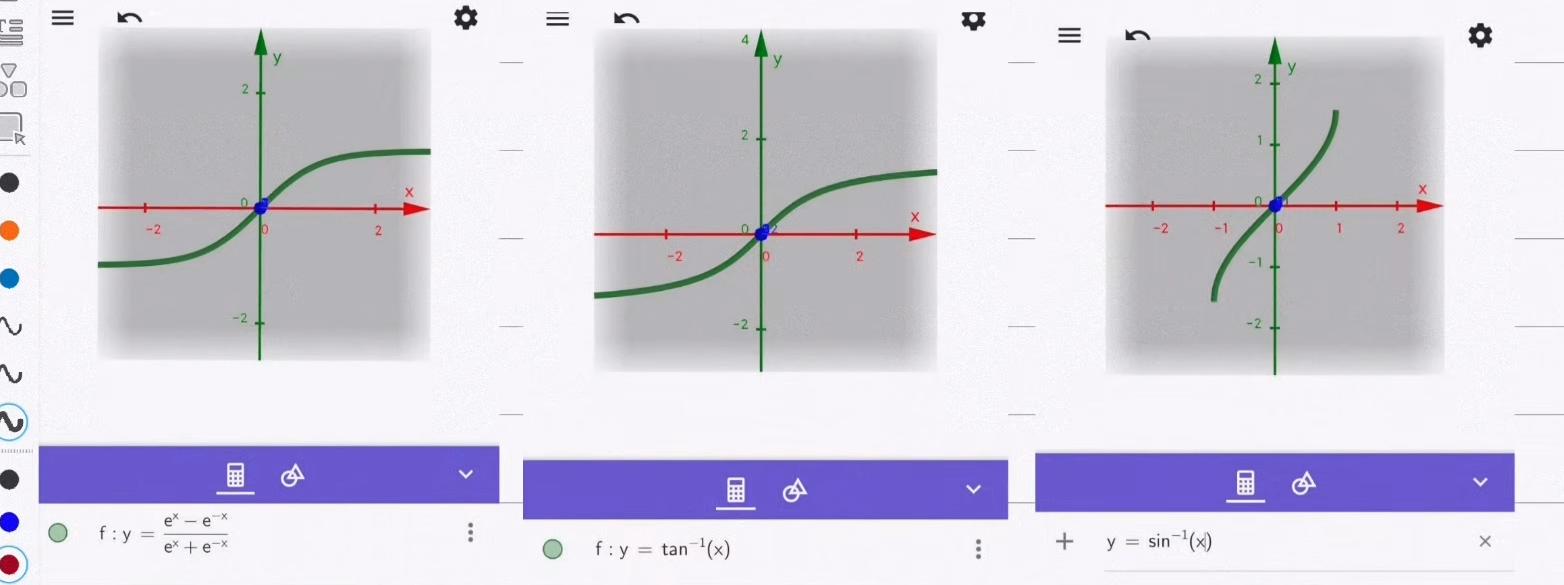 y
2
x
0
-2
0
2
-2
f : y = (e^x − e^−x)/(e^x + e^−x)
4
y
2
x
0
-2
0
2
-2
f : y = tan⁻¹(x)
y
2
1
x
0
-2
-1
0
1
2
-1
-2
y = sin⁻¹(x)